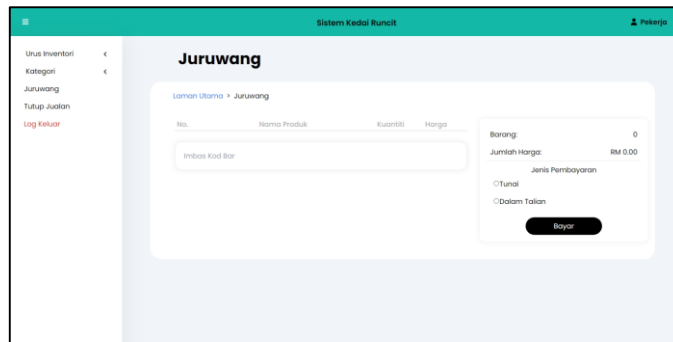 Sistem Kedai Runcit
Pekerja
Urus Inventori <
Kategori <
Juruwang
Tutup Jualan
Log Keluar
Juruwang
Laman Utama > Juruwang
No. Nama Produk Kuantiti Harga
Imbas Kod Bar
Barang: 0
Jumlah Harga: RM 0.00
Jenis Pembayaran
Tunai
Dalam Talian
Bayar